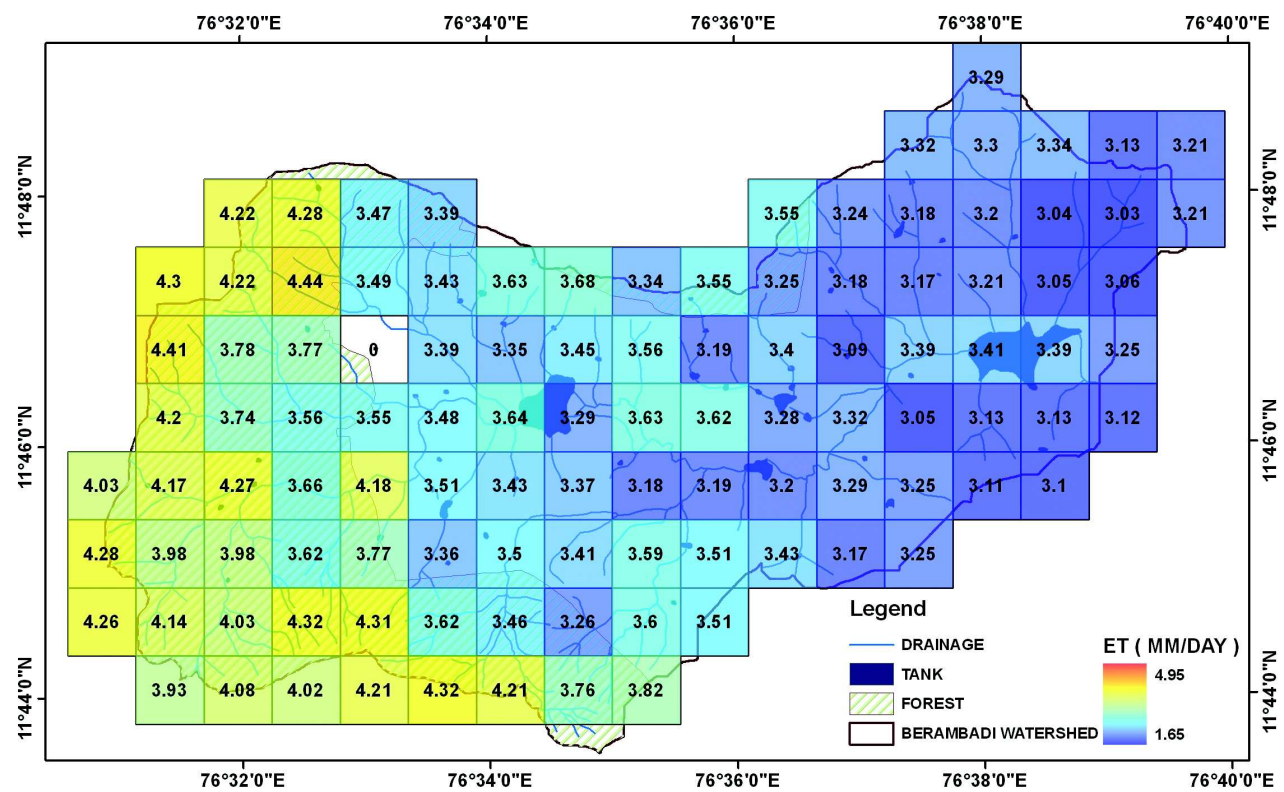 76°32'0"E 76°34'0"E 76°36'0"E 76°38'0"E 76°40'0"E
3.29
3.32 3.3 3.34 3.13 3.21
11°48'0"N 11°48'0"N
4.22 4.28 3.47 3.39 3.55 3.24 3.18 3.2 3.04 3.03 3.21
4.3 4.22 4.44 3.49 3.43 3.63 3.68 3.34 3.55 3.25 3.18 3.17 3.21 3.05 3.06
4.41 3.78 3.77 0 3.39 3.35 3.45 3.56 3.19 3.4 3.09 3.39 3.41 3.39 3.25
4.2 3.74 3.56 3.55 3.48 3.64 3.29 3.63 3.62 3.28 3.32 3.05 3.13 3.13 3.12
11°46'0"N 11°46'0"N
4.03 4.17 4.27 3.66 4.18 3.51 3.43 3.37 3.18 3.19 3.2 3.29 3.25 3.11 3.1
4.28 3.98 3.98 3.62 3.77 3.36 3.5 3.41 3.59 3.51 3.43 3.17 3.25
4.26 4.14 4.03 4.32 4.31 3.62 3.46 3.26 3.6 3.51
3.93 4.08 4.02 4.21 4.32 4.21 3.76 3.82
11°44'0"N 11°44'0"N
Legend
DRAINAGE
TANK
FOREST
BERAMBADI WATERSHED
ET ( MM/DAY )
4.95
1.65
76°32'0"E 76°34'0"E 76°36'0"E 76°38'0"E 76°40'0"E